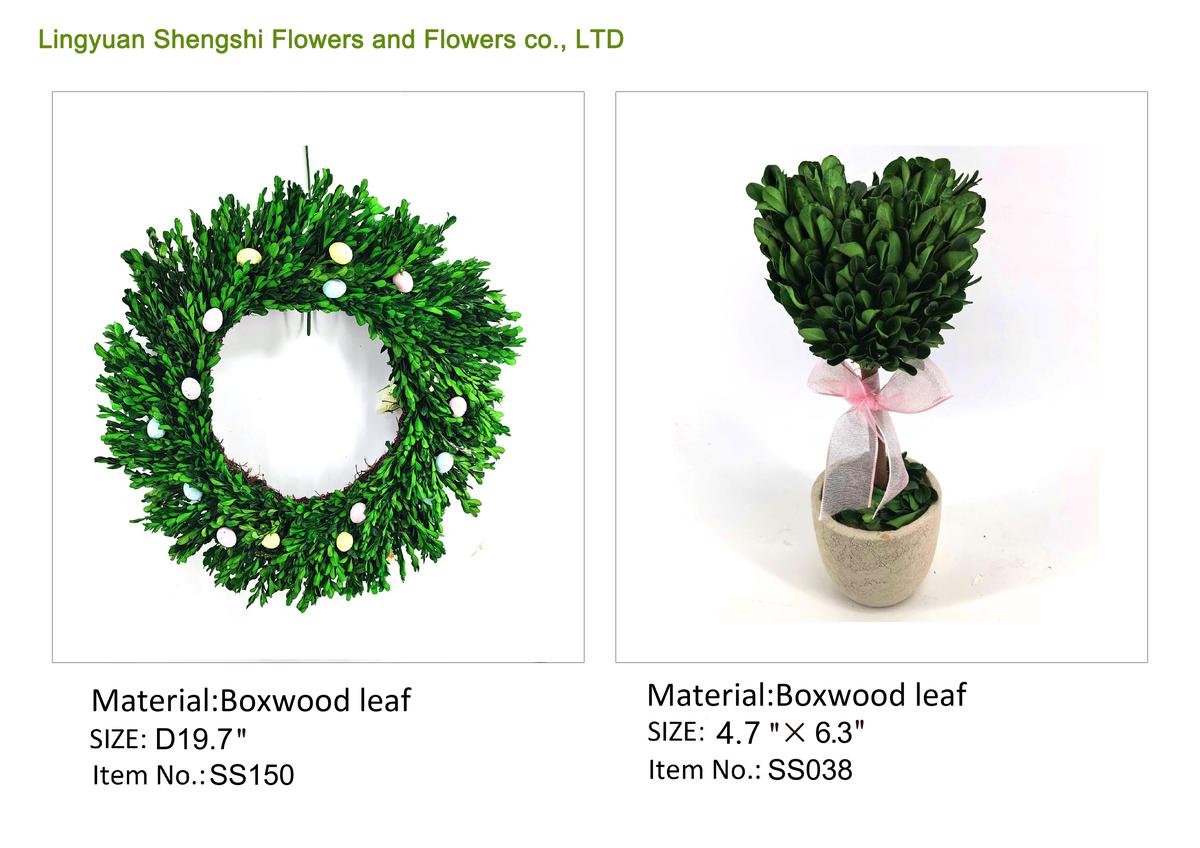 Lingyuan Shengshi Flowers and Flowers co., LTD
Material:Boxwood leaf
SIZE: D19.7"
Item No.:SS150
Material:Boxwood leaf
SIZE: 4.7 "× 6.3"
Item No.: SS038